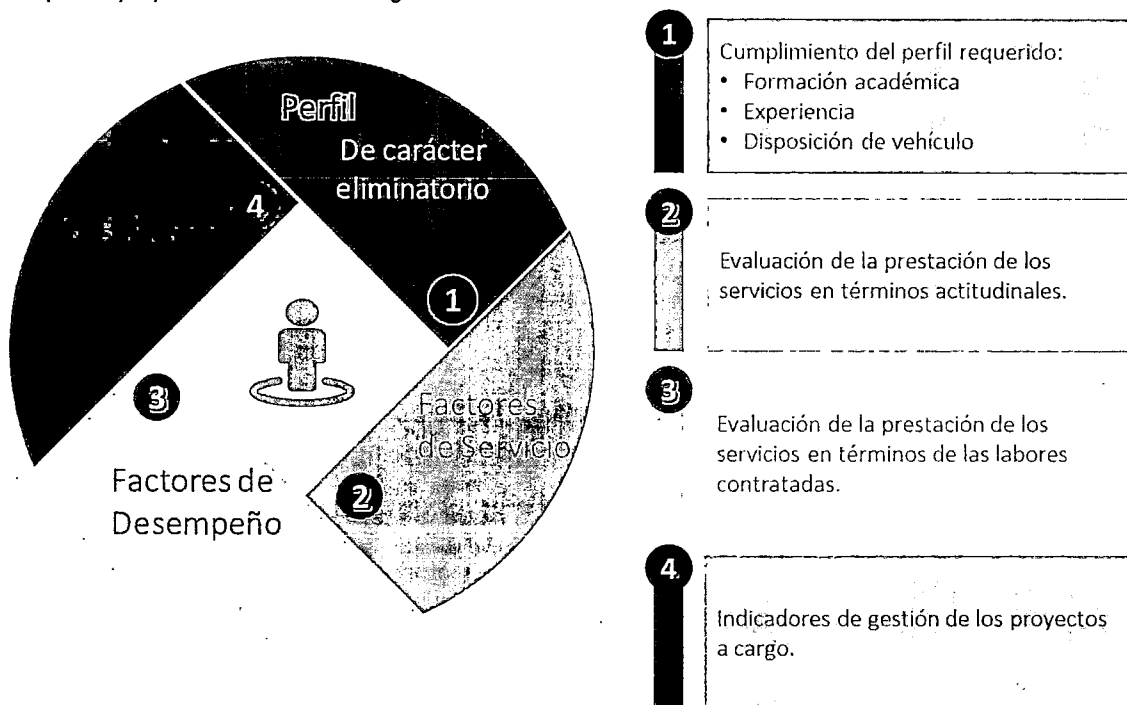 Perfil
De carácter
eliminatorio
1
4
3
Factores de
Desempeño
Factores
de Servicio
2
1
Cumplimiento del perfil requerido:
• Formación académica
• Experiencia
• Disposición de vehículo
2
Evaluación de la prestación de los
servicios en términos actitudinales.
3
Evaluación de la prestación de los
servicios en términos de las labores
contratadas.
4
Indicadores de gestión de los proyectos
a cargo.